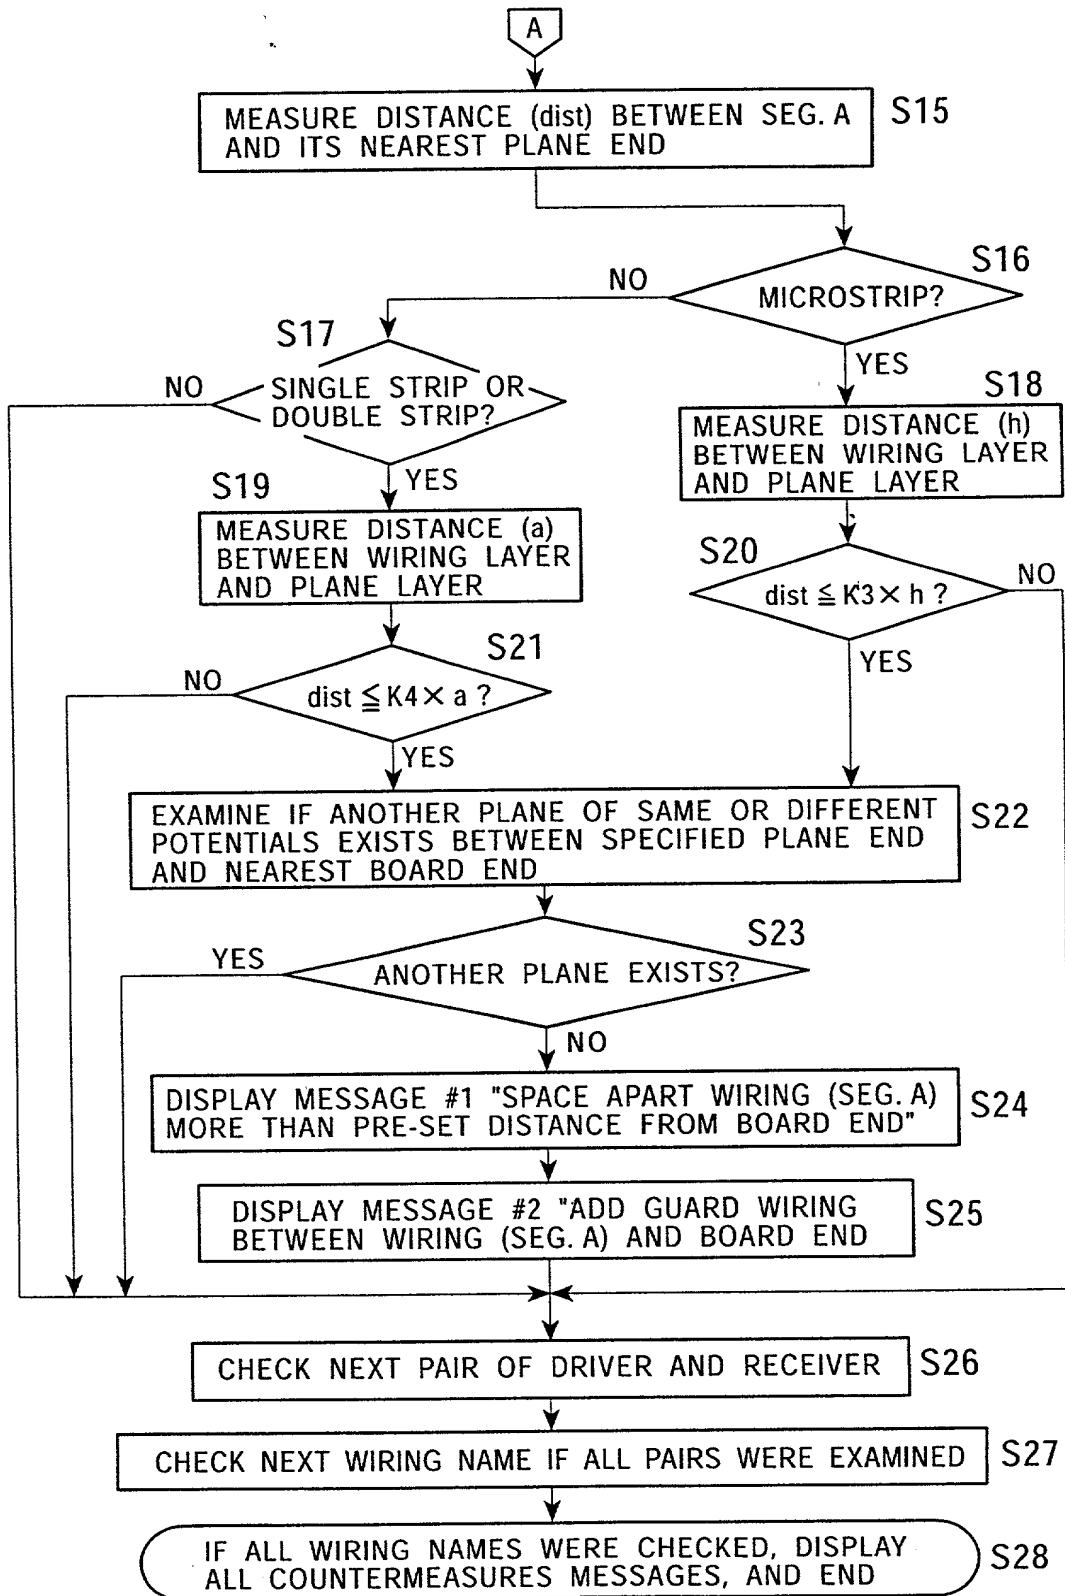 A
MEASURE DISTANCE (dist) BETWEEN SEG. A
AND ITS NEAREST PLANE END
S15
S16
MICROSTRIP?
NO
YES
S17
SINGLE STRIP OR
DOUBLE STRIP?
NO
YES
S18
MEASURE DISTANCE (h)
BETWEEN WIRING LAYER
AND PLANE LAYER
S19
MEASURE DISTANCE (a)
BETWEEN WIRING LAYER
AND PLANE LAYER
S20
dist ≦ K3 × h ?
NO
YES
S21
dist ≦ K4 × a ?
NO
YES
EXAMINE IF ANOTHER PLANE OF SAME OR DIFFERENT
POTENTIALS EXISTS BETWEEN SPECIFIED PLANE END
AND NEAREST BOARD END
S22
S23
ANOTHER PLANE EXISTS?
YES
NO
DISPLAY MESSAGE #1 "SPACE APART WIRING (SEG. A)
MORE THAN PRE-SET DISTANCE FROM BOARD END"
S24
DISPLAY MESSAGE #2 "ADD GUARD WIRING
BETWEEN WIRING (SEG. A) AND BOARD END
S25
CHECK NEXT PAIR OF DRIVER AND RECEIVER
S26
CHECK NEXT WIRING NAME IF ALL PAIRS WERE EXAMINED
S27
IF ALL WIRING NAMES WERE CHECKED, DISPLAY
ALL COUNTERMEASURES MESSAGES, AND END
S28